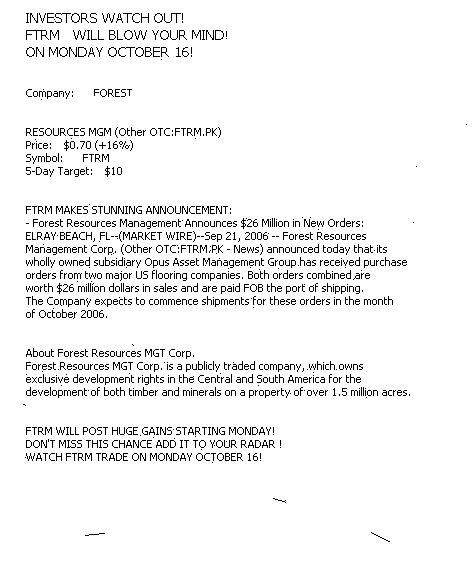 INVESTORS WATCH OUT!
FTRM WILL BLOW YOUR MIND!
ON MONDAY OCTOBER 16!
Company: FOREST
RESOURCES MGM (Other OTC:FTRM.PK)
Price: $0.70 (+16%)
Symbol: FTRM
5-Day Target: $10
FTRM MAKES STUNNING ANNOUNCEMENT:
- Forest Resources Management Announces $26 Million in New Orders:
ELRAY BEACH, FL--(MARKET WIRE)--Sep 21, 2006 -- Forest Resources
Management Corp. (Other OTC:FTRM.PK - News) announced today that its
wholly owned subsidiary Opus Asset Management Group has received purchase
orders from two major US flooring companies. Both orders combined are
worth $26 million dollars in sales and are paid FOB the port of shipping.
The Company expects to commence shipments for these orders in the month
of October 2006.
About Forest Resources MGT Corp.
Forest Resources MGT Corp. is a publicly traded company, which owns
exclusive development rights in the Central and South America for the
development of both timber and minerals on a property of over 1.5 million acres.
FTRM WILL POST HUGE GAINS STARTING MONDAY!
DON'T MISS THIS CHANCE ADD IT TO YOUR RADAR !
WATCH FTRM TRADE ON MONDAY OCTOBER 16!